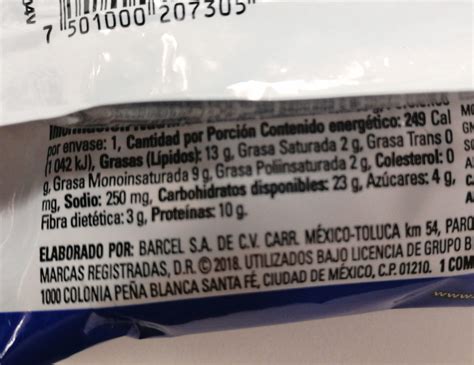 7 501000 207305
por envase: 1, Cantidad por Porción Contenido energético: 249 Cal
(1 042 kJ), Grasas (Lípidos): 13 g, Grasa Saturada 2 g, Grasa Trans 0
g, Grasa Monoinsaturada 9 g, Grasa Poliinsaturada 2 g, Colesterol: 0
mg, Sodio: 250 mg, Carbohidratos disponibles: 23 g, Azúcares: 4 g,
Fibra dietética: 3 g, Proteínas: 10 g.
ELABORADO POR: BARCEL S.A. DE C.V. CARR. MÉXICO-TOLUCA km 54,
MARCAS REGISTRADAS, D.R. © 2018. UTILIZADOS BAJO LICENCIA DE GRUPO B
1000 COLONIA PEÑA BLANCA SANTA FÉ, CIUDAD DE MÉXICO, C.P. 01210. 1 COM